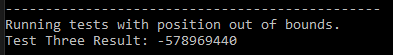 -----------------------------------------------
Running tests with position out of bounds.
Test Three Result: -578969440